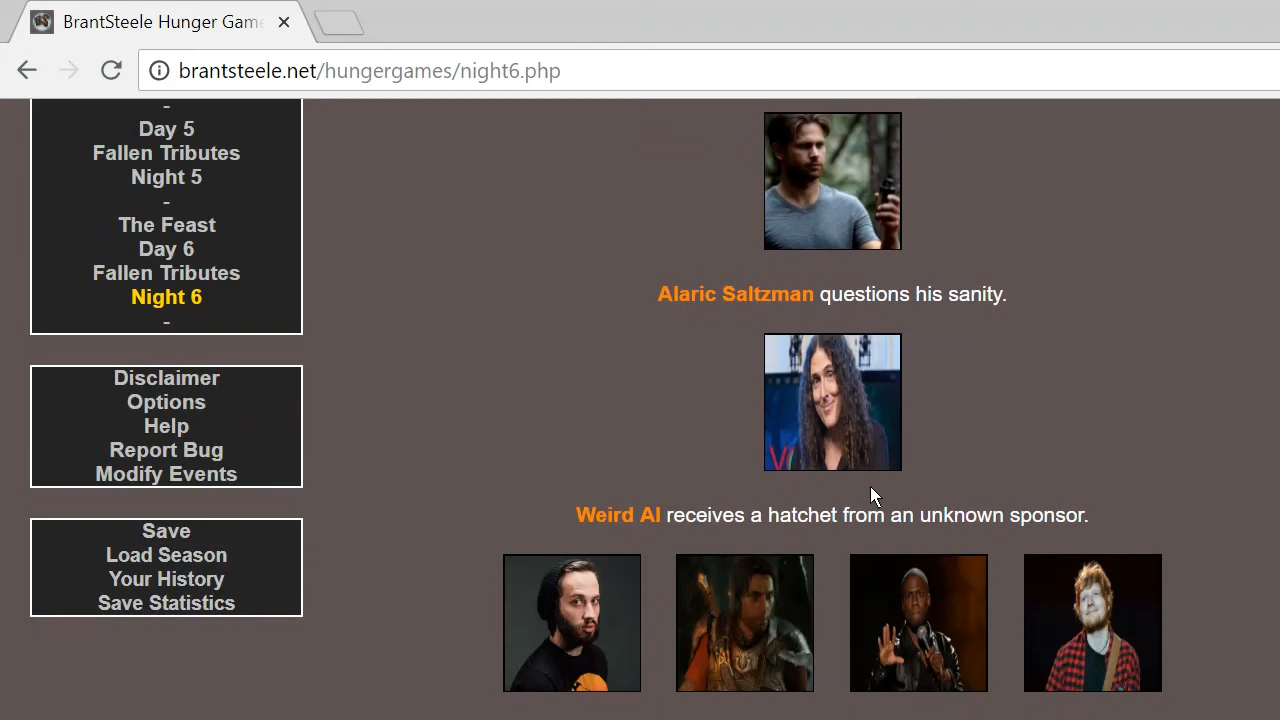 BrantSteele Hunger Gam
brantsteele.net/hungergames/night6.php
-
Day 5
Fallen Tributes
Night 5
-
The Feast
Day 6
Fallen Tributes
Night 6
-
Disclaimer
Options
Help
Report Bug
Modify Events
Save
Load Season
Your History
Save Statistics
Alaric Saltzman questions his sanity.
Weird Al receives a hatchet from an unknown sponsor.